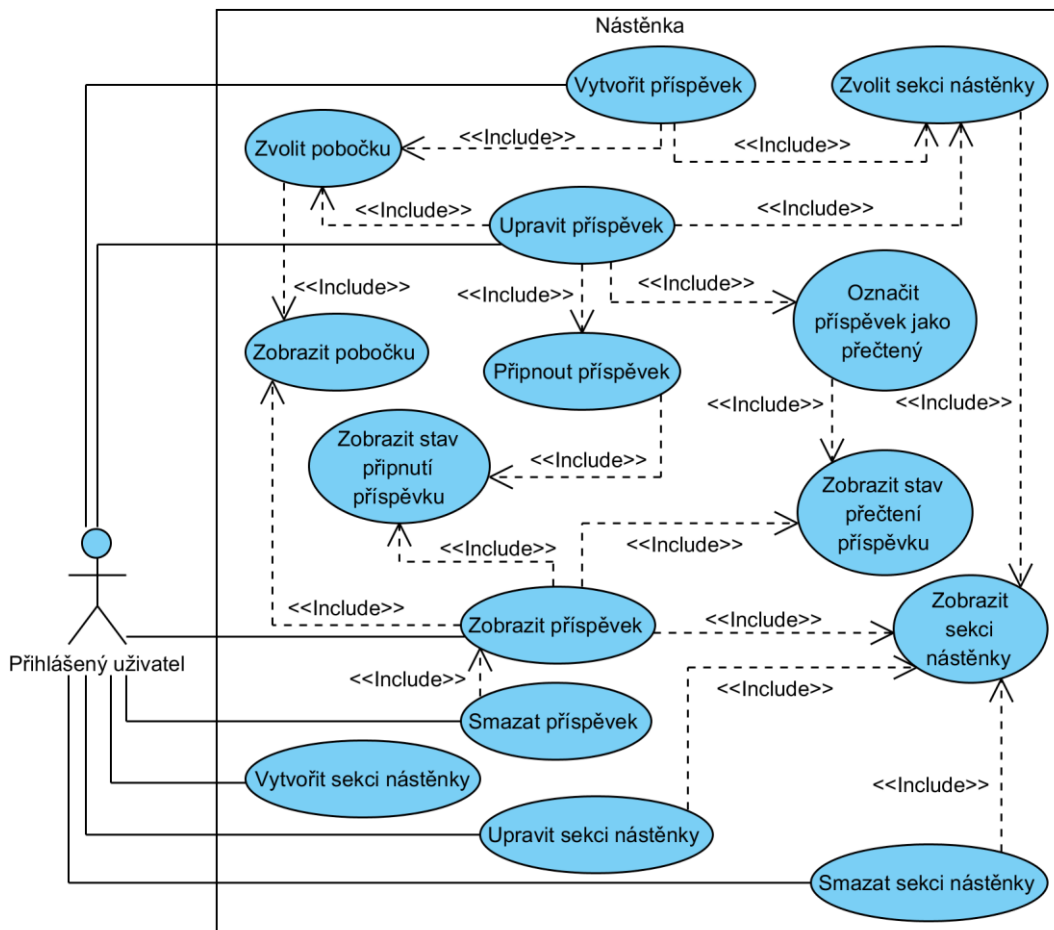 Nástěnka
Vytvořit příspěvek
Zvolit sekci nástěnky
<<Include>>
<<Include>>
Zvolit pobočku
<<Include>>
<<Include>>
Upravit příspěvek
<<Include>>
<<Include>>
<<Include>>
Označit
příspěvek jako
přečtený
Zobrazit pobočku
Připnout příspěvek
<<Include>>
<<Include>>
Zobrazit stav
připnutí
příspěvku
<<Include>>
Zobrazit stav
přečtení
příspěvku
<<Include>>
<<Include>>
<<Include>>
Zobrazit příspěvek
<<Include>>
Zobrazit
sekci
nástěnky
Přihlášený uživatel
<<Include>>
<<Include>>
Smazat příspěvek
Vytvořit sekci nástěnky
<<Include>>
Upravit sekci nástěnky
Smazat sekci nástěnky